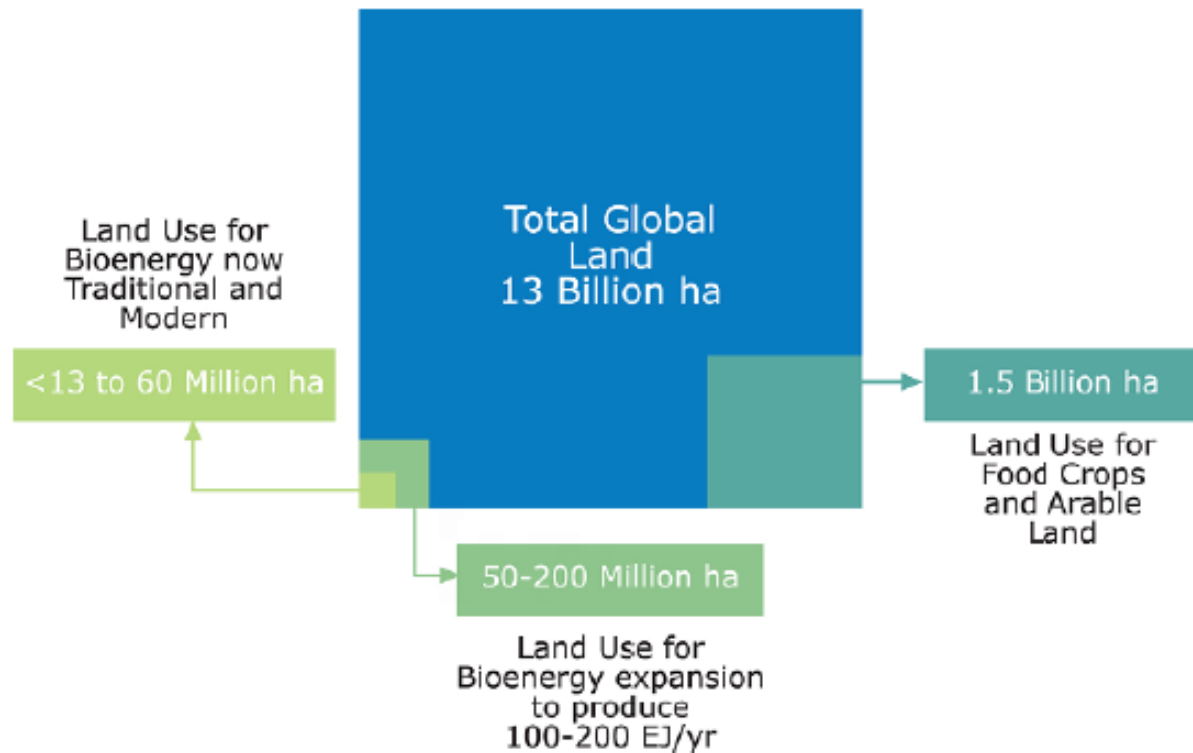 Total Global
Land
13 Billion ha
Land Use for
Bioenergy now
Traditional and
Modern
<13 to 60 Million ha
1.5 Billion ha
Land Use for
Food Crops
and Arable
Land
50-200 Million ha
Land Use for
Bioenergy expansion
to produce
100-200 EJ/yr